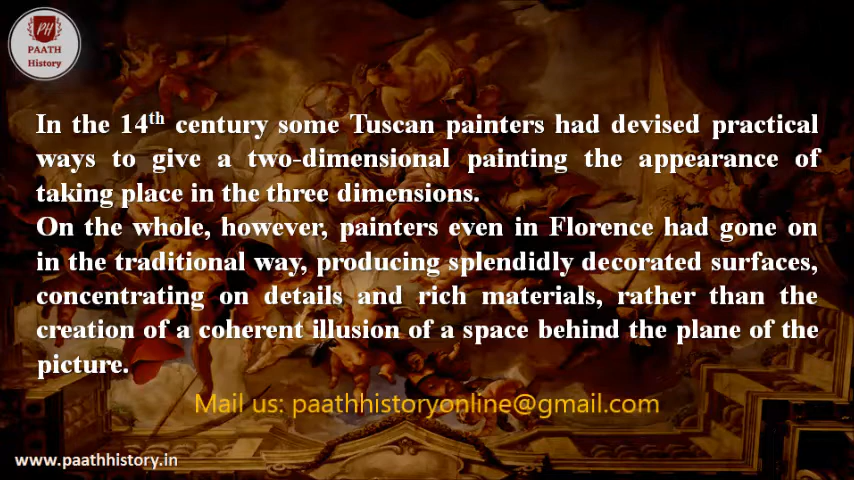 PH
PAATH
History
In the 14th century some Tuscan painters had devised practical
ways to give a two-dimensional painting the appearance of
taking place in the three dimensions.
On the whole, however, painters even in Florence had gone on
in the traditional way, producing splendidly decorated surfaces,
concentrating on details and rich materials, rather than the
creation of a coherent illusion of a space behind the plane of the
picture.
Mail us: paathhistoryonline@gmail.com
www.paathhistory.in